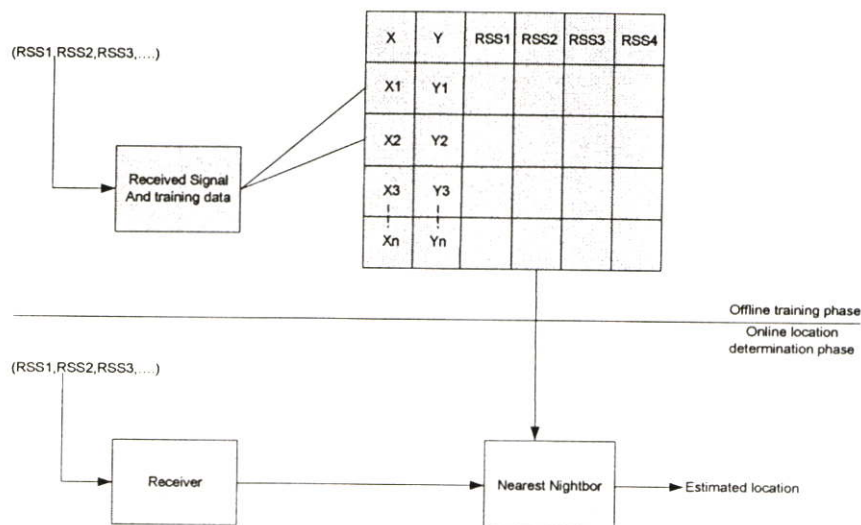 (RSS1,RSS2,RSS3,....)
Received Signal
And training data
X Y RSS1 RSS2 RSS3 RSS4
X1 Y1
X2 Y2
X3 Y3
Xn Yn
Offline training phase
Online location
determination phase
(RSS1,RSS2,RSS3,....)
Receiver
Nearest Nightbor
Estimated location